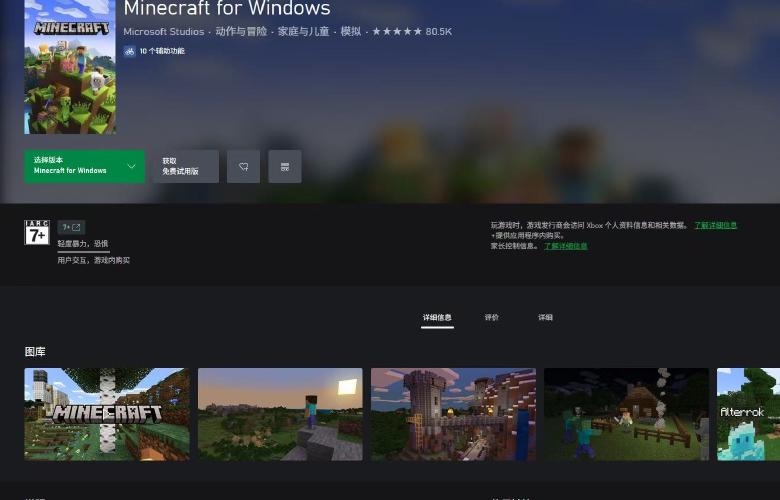 Minecraft for Windows
MINECRAFT
Microsoft Studios · 动作与冒险 · 家庭与儿童 · 模拟 · ★★★★★ 80.5K
10 个辅助功能
选择版本
Minecraft for Windows
获取
免费试用版
IARC
7+
7+
轻度暴力，恐惧
用户交互，游戏内购买
玩游戏时，游戏发行商会访问 Xbox 个人资料信息和相关数据。 了解详细信息
+提供应用程序内购买。
家长控制信息。 了解详细信息
详细信息
评价
详细
图库
MINECRAFT
Alterrok